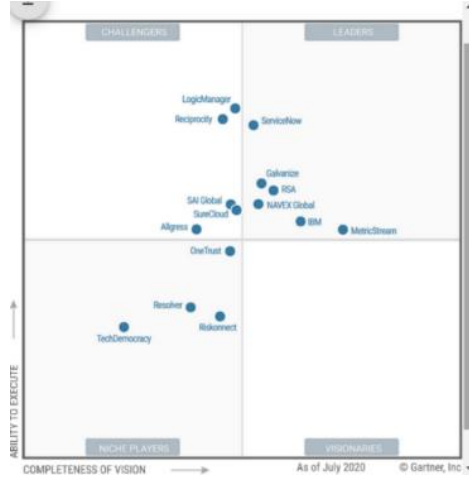 CHALLENGERS
LEADERS
LogicManager
Reciprocity
ServiceNow
Galvanize
RSA
SAI Global
NAVEX Global
SureCloud
IBM
Allgress
MetricStream
OneTrust
Resolver
Riskonnect
TechDemocracy
ABILITY TO EXECUTE
NICHE PLAYERS
VISIONARIES
COMPLETENESS OF VISION
As of July 2020
© Gartner, Inc